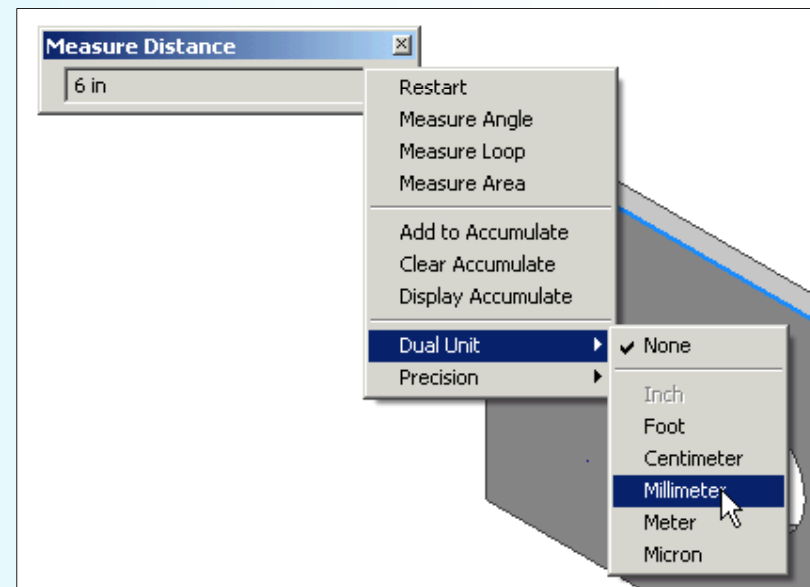 Measure Distance
6 in
Restart
Measure Angle
Measure Loop
Measure Area
Add to Accumulate
Clear Accumulate
Display Accumulate
Dual Unit
Precision
None
Inch
Foot
Centimeter
Millimeter
Meter
Micron